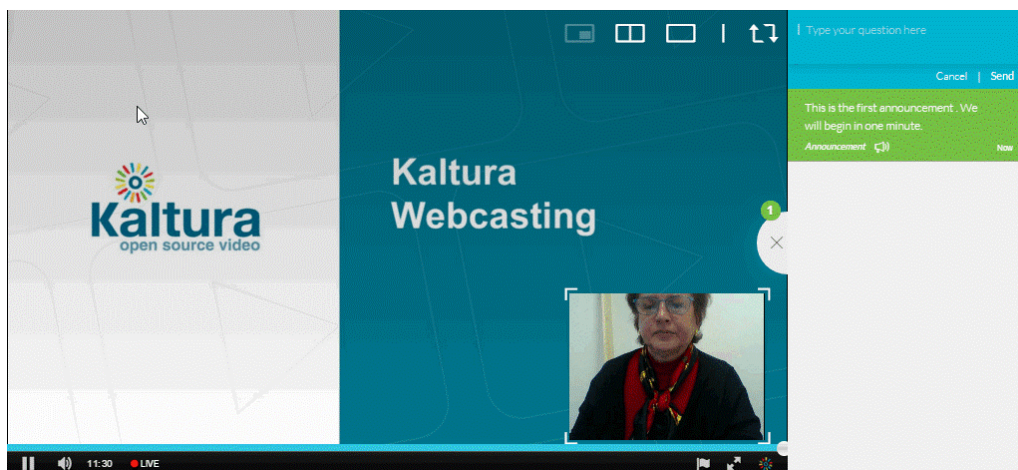 Kaltura
open source video
Kaltura
Webcasting
1
11:30
LIVE
Type your question here
Cancel | Send
This is the first announcement . We
will begin in one minute.
Announcement
Now